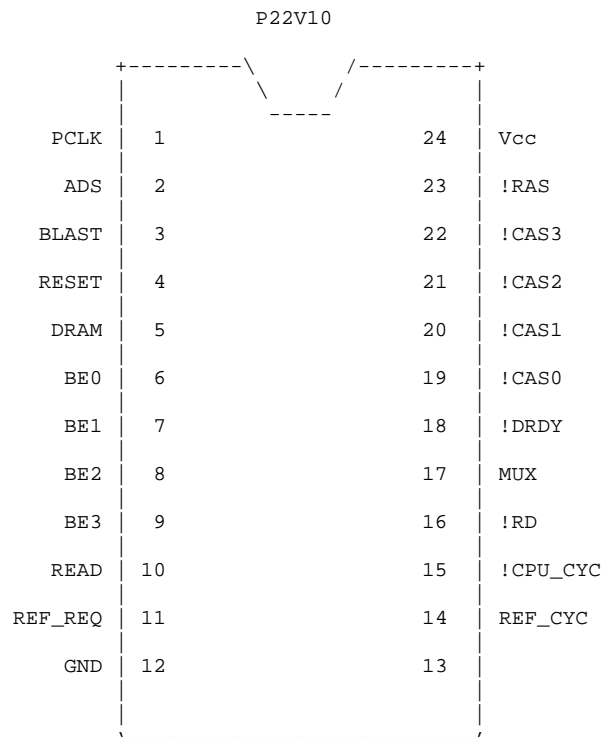 P22V10
PCLK 1 24 Vcc
ADS 2 23 !RAS
BLAST 3 22 !CAS3
RESET 4 21 !CAS2
DRAM 5 20 !CAS1
BE0 6 19 !CAS0
BE1 7 18 !DRDY
BE2 8 17 MUX
BE3 9 16 !RD
READ 10 15 !CPU_CYC
REF_REQ 11 14 REF_CYC
GND 12 13